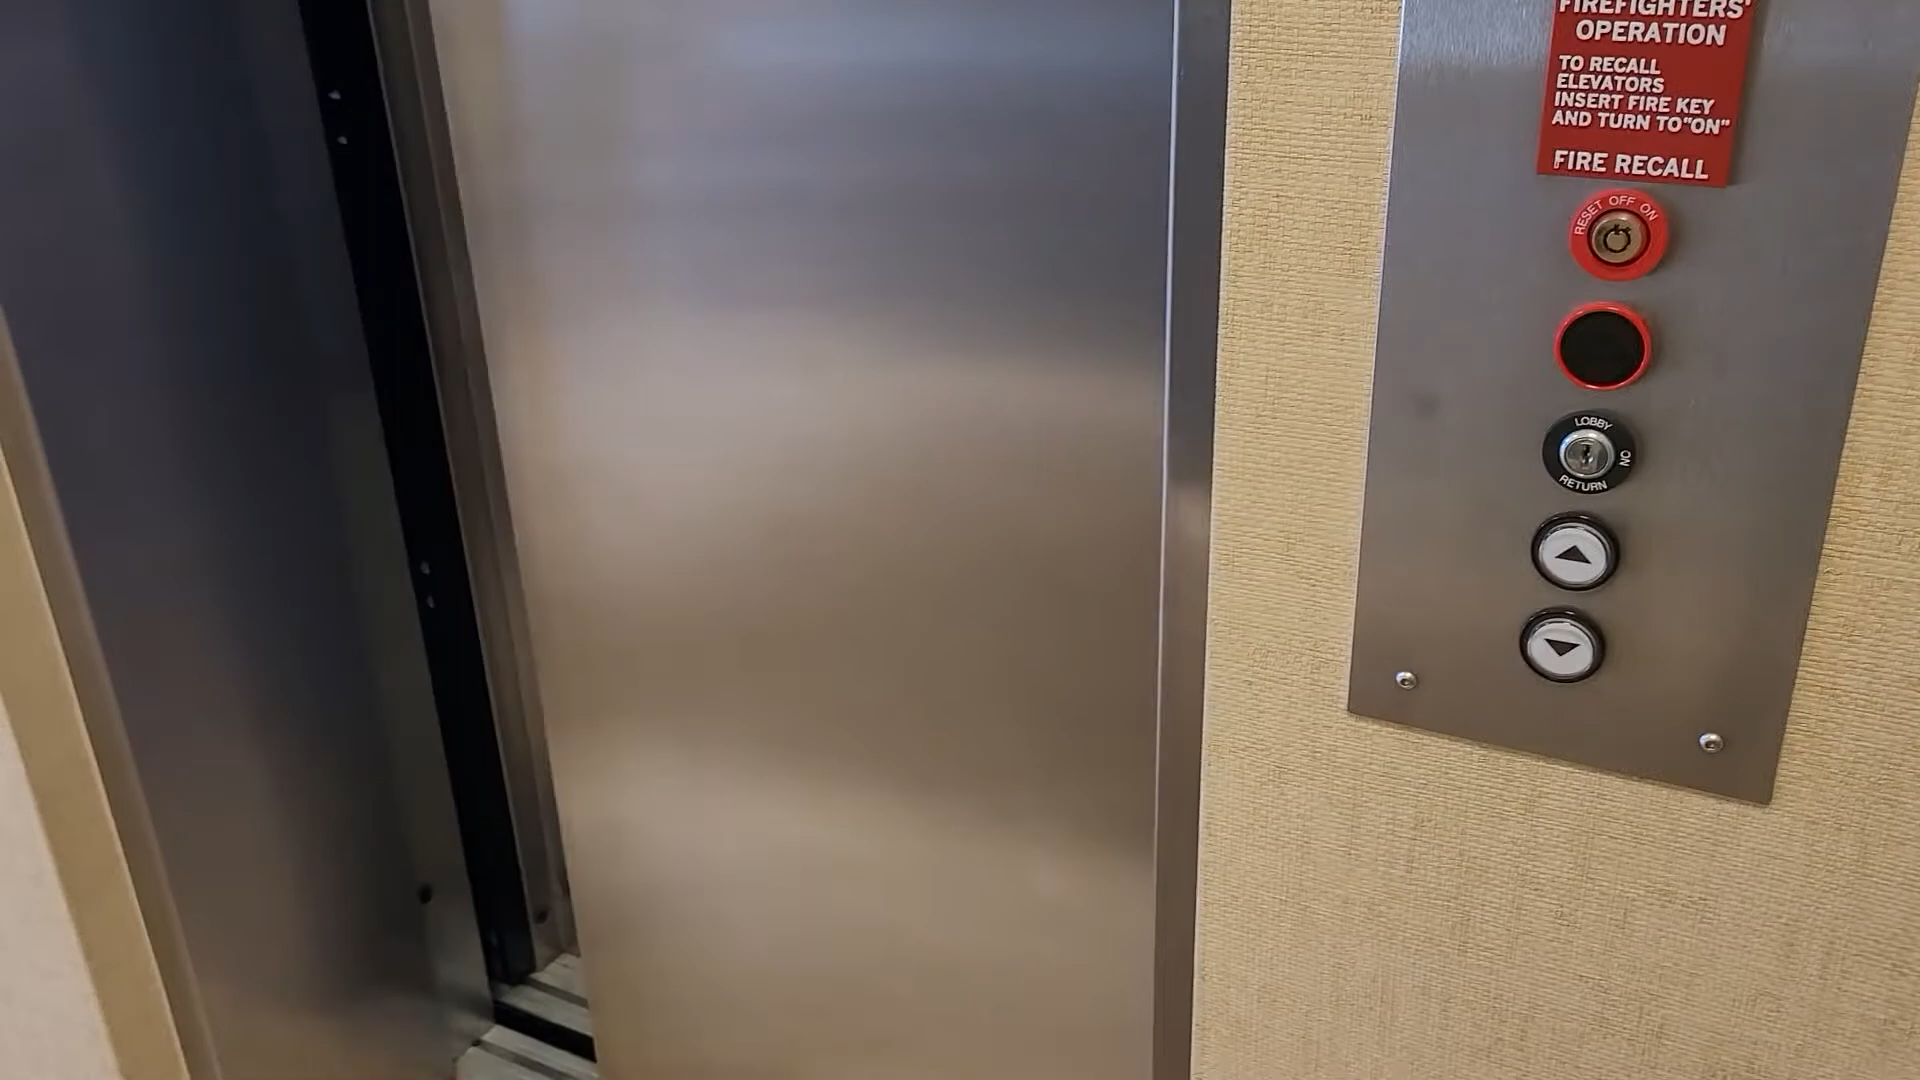 FIREFIGHTERS'
OPERATION
TO RECALL
ELEVATORS
INSERT FIRE KEY
AND TURN TO "ON"
FIRE RECALL
RESET OFF ON
LOBBY
ON
RETURN